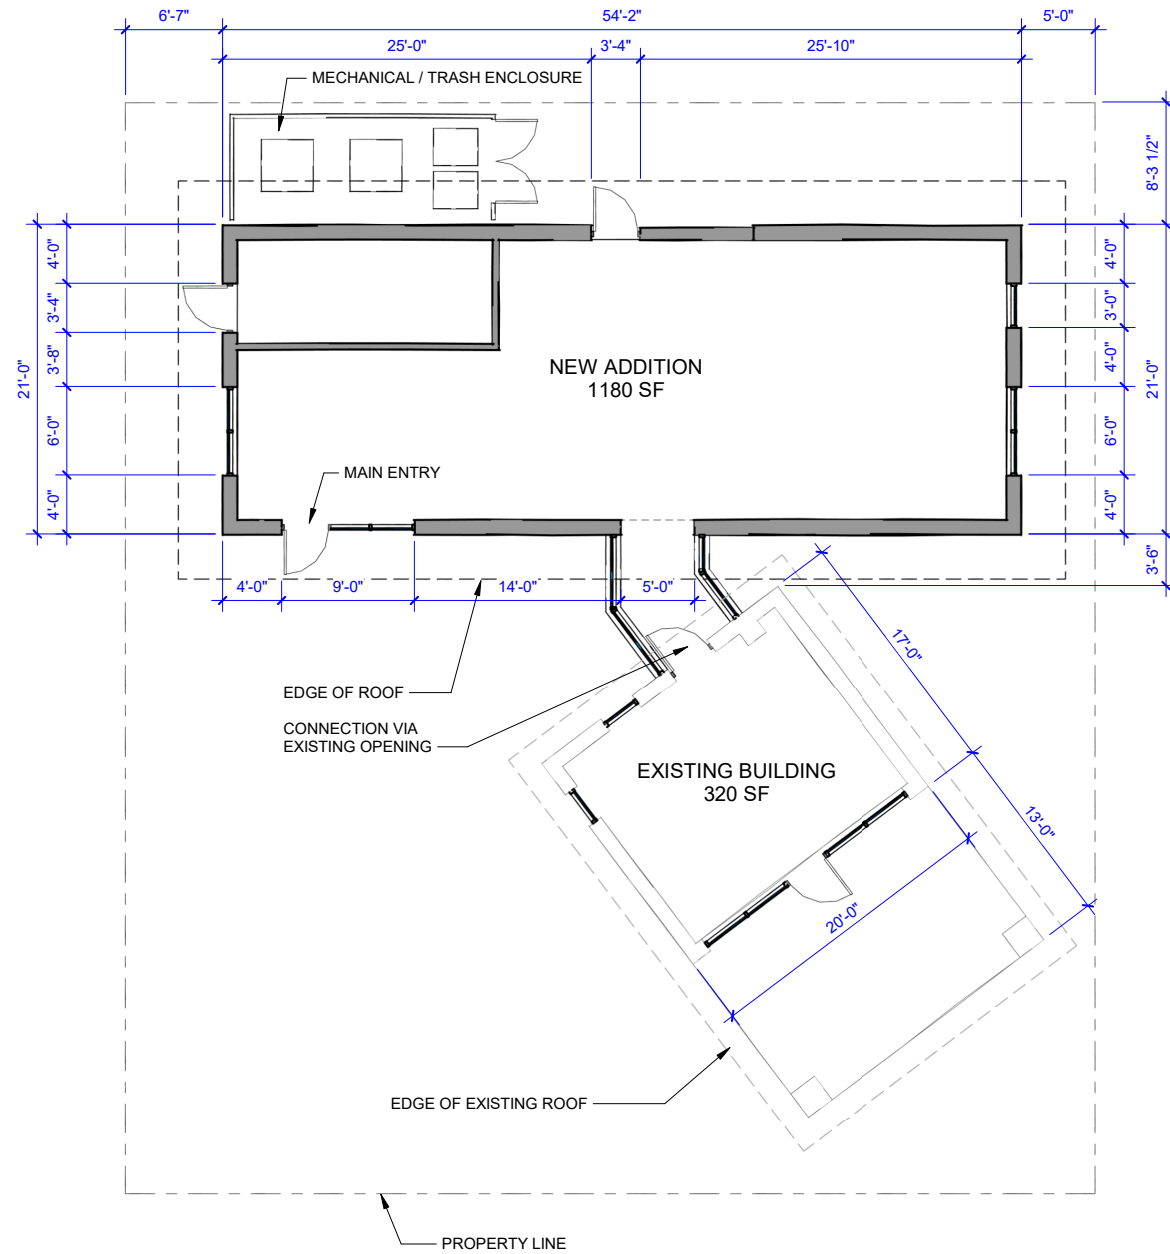 6'-7"
54'-2"
5'-0"
25'-0"
3'-4"
25'-10"
MECHANICAL / TRASH ENCLOSURE
8'-3 1/2"
21'-0"
4'-0"
3'-4"
3'-8"
6'-0"
4'-0"
4'-0"
3'-0"
4'-0"
6'-0"
4'-0"
21'-0"
3'-6"
NEW ADDITION
1180 SF
MAIN ENTRY
4'-0"
9'-0"
14'-0"
5'-0"
17'-0"
EDGE OF ROOF
CONNECTION VIA
EXISTING OPENING
EXISTING BUILDING
320 SF
13'-0"
20'-0"
EDGE OF EXISTING ROOF
PROPERTY LINE